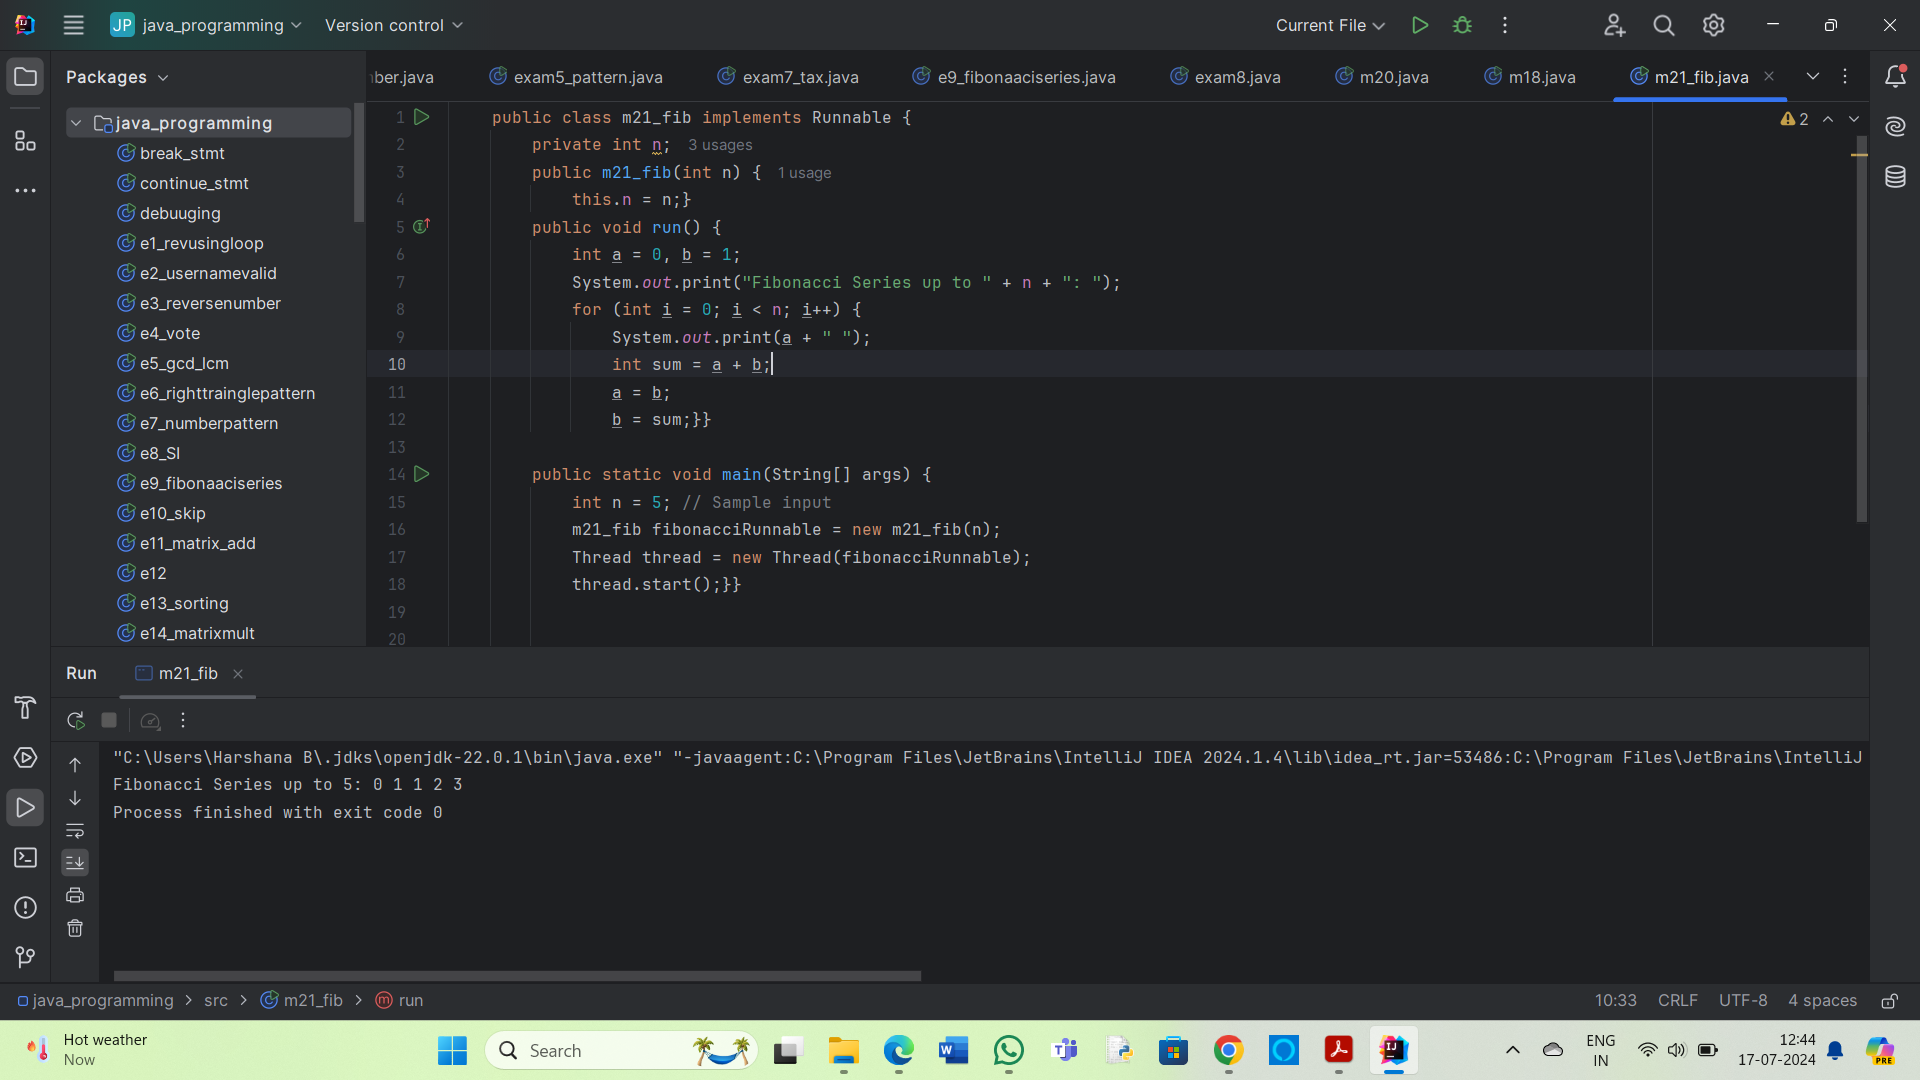 JP java_programming Version control Current File
Packages
ber.java exam5_pattern.java exam7_tax.java e9_fibonaaciseries.java exam8.java m20.java m18.java m21_fib.java
java_programming
break_stmt
continue_stmt
debuuging
e1_revusingloop
e2_usernamevalid
e3_reversenumber
e4_vote
e5_gcd_lcm
e6_righttrainglepattern
e7_numberpattern
e8_SI
e9_fibonaaciseries
e10_skip
e11_matrix_add
e12
e13_sorting
e14_matrixmult
1 public class m21_fib implements Runnable {
2 private int n; 3 usages
3 public m21_fib(int n) { 1 usage
4 this.n = n;}
5 public void run() {
6 int a = 0, b = 1;
7 System.out.print("Fibonacci Series up to " + n + ": ");
8 for (int i = 0; i < n; i++) {
9 System.out.print(a + " ");
10 int sum = a + b;
11 a = b;
12 b = sum;}}
13
14 public static void main(String[] args) {
15 int n = 5; // Sample input
16 m21_fib fibonacciRunnable = new m21_fib(n);
17 Thread thread = new Thread(fibonacciRunnable);
18 thread.start();}}
19
20
2
Run m21_fib
"C:\Users\Harshana B\.jdks\openjdk-22.0.1\bin\java.exe" "-javaagent:C:\Program Files\JetBrains\IntelliJ IDEA 2024.1.4\lib\idea_rt.jar=53486:C:\Program Files\JetBrains\IntelliJ
Fibonacci Series up to 5: 0 1 1 2 3
Process finished with exit code 0
java_programming > src > m21_fib > m run
10:33 CRLF UTF-8 4 spaces
Hot weather
Now
Search
ENG
IN
12:44
17-07-2024
PRE